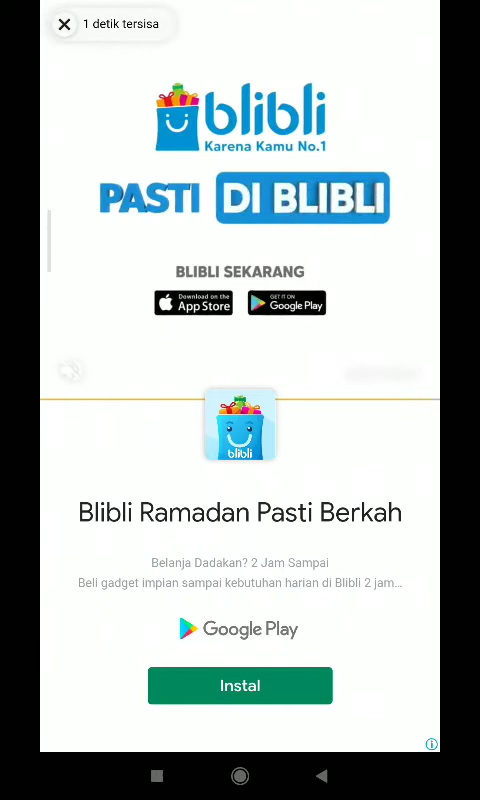 1 detik tersisa
blibli
Karena Kamu No.1
PASTI DI BLIBLI
BLIBLI SEKARANG
Download on the
App Store
GET IT ON
Google Play
blibli
Blibli Ramadan Pasti Berkah
Belanja Dadakan? 2 Jam Sampai
Beli gadget impian sampai kebutuhan harian di Blibli 2 jam...
Google Play
Instal